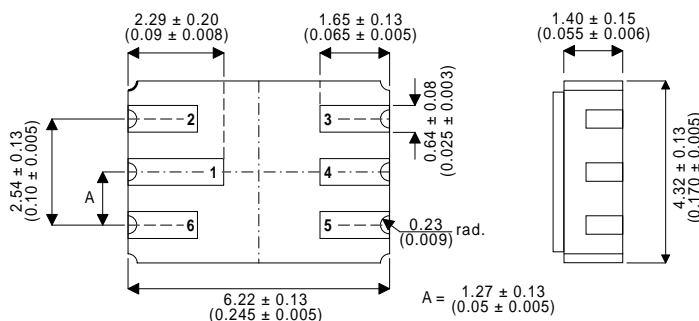 2.29 ± 0.20
(0.09 ± 0.008)
1.65 ± 0.13
(0.065 ± 0.005)
1.40 ± 0.15
(0.055 ± 0.006)
2
3
0.64 ± 0.08
(0.025 ± 0.003)
2.54 ± 0.13
(0.10 ± 0.005)
A
1
4
4.32 ± 0.13
(0.170 ± 0.005)
6
5
0.23
(0.009)
rad.
6.22 ± 0.13
(0.245 ± 0.005)
A = 1.27 ± 0.13
(0.05 ± 0.005)